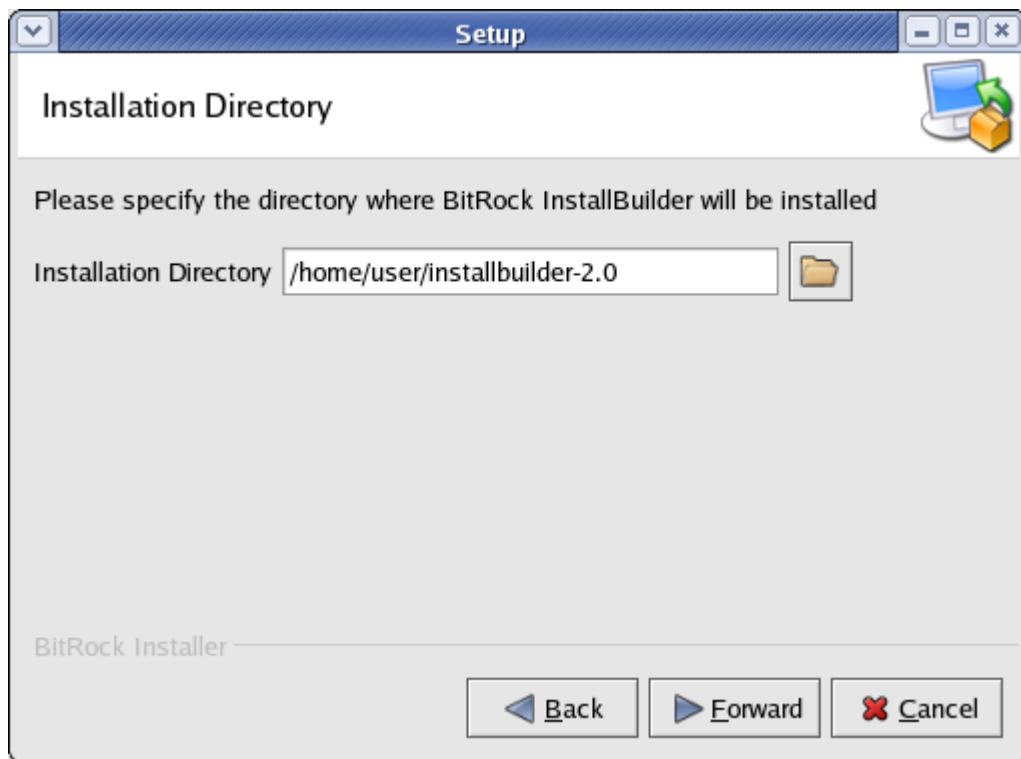 Setup
Installation Directory
Please specify the directory where BitRock InstallBuilder will be installed
Installation Directory /home/user/installbuilder-2.0
BitRock Installer
Back Forward Cancel